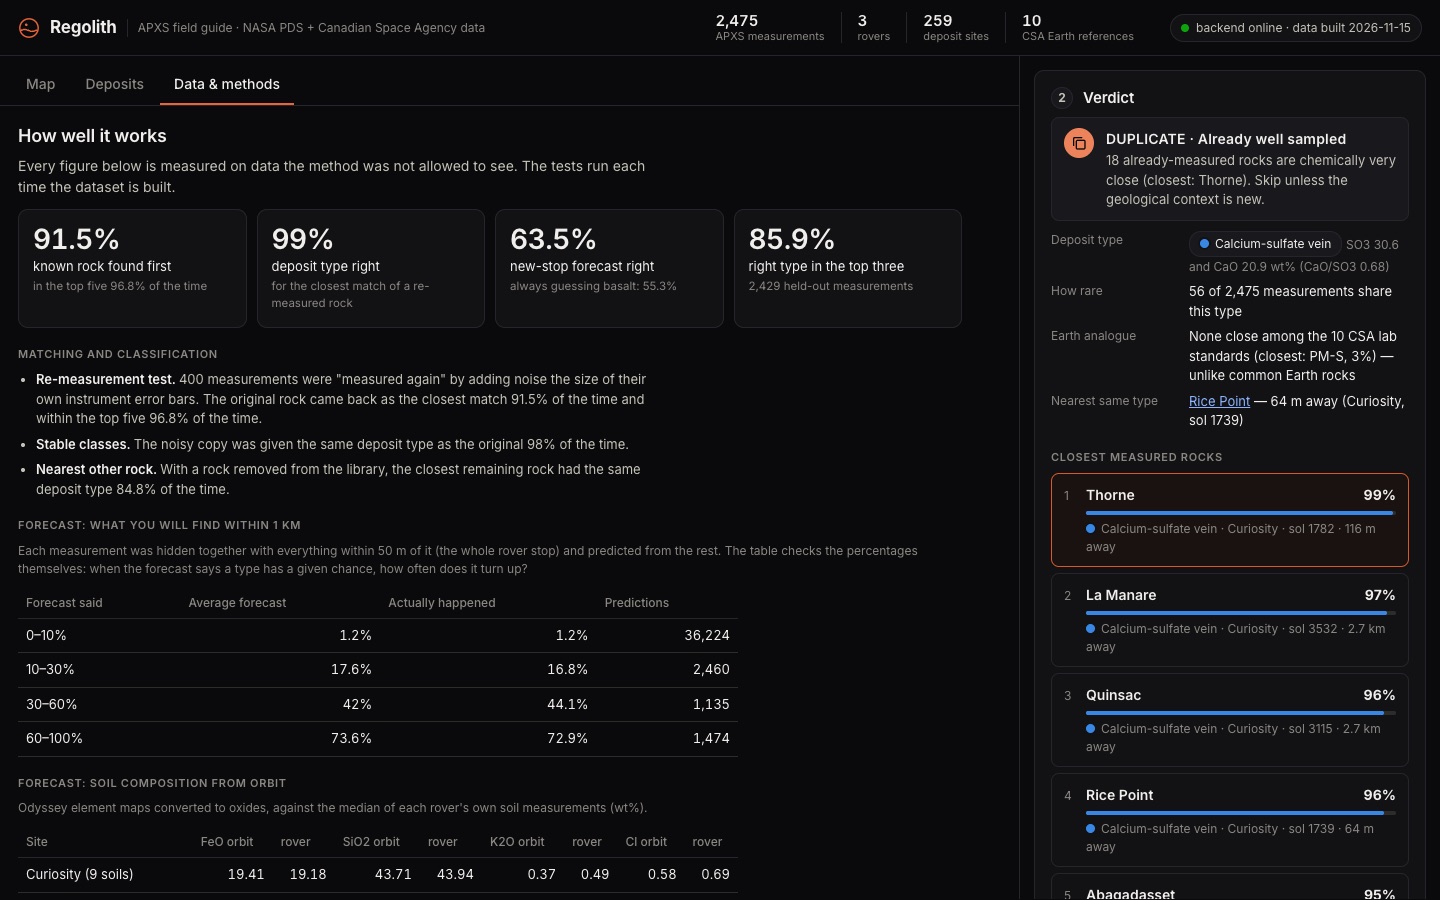 Regolith
APXS field guide · NASA PDS + Canadian Space Agency data
2,475
APXS measurements
3
rovers
259
deposit sites
10
CSA Earth references
backend online · data built 2026-11-15
Map
Deposits
Data & methods
How well it works
Every figure below is measured on data the method was not allowed to see. The tests run each
time the dataset is built.
91.5%
known rock found first
in the top five 96.8% of the time
99%
deposit type right
for the closest match of a re-
measured rock
63.5%
new-stop forecast right
always guessing basalt: 55.3%
85.9%
right type in the top three
2,429 held-out measurements
MATCHING AND CLASSIFICATION
• Re-measurement test. 400 measurements were "measured again" by adding noise the size of their
own instrument error bars. The original rock came back as the closest match 91.5% of the time and
within the top five 96.8% of the time.
• Stable classes. The noisy copy was given the same deposit type as the original 98% of the time.
• Nearest other rock. With a rock removed from the library, the closest remaining rock had the same
deposit type 84.8% of the time.
FORECAST: WHAT YOU WILL FIND WITHIN 1 KM
Each measurement was hidden together with everything within 50 m of it (the whole rover stop) and predicted from the rest. The table checks the percentages
themselves: when the forecast says a type has a given chance, how often does it turn up?
Forecast said Average forecast Actually happened Predictions
0–10% 1.2% 1.2% 36,224
10–30% 17.6% 16.8% 2,460
30–60% 42% 44.1% 1,135
60–100% 73.6% 72.9% 1,474
FORECAST: SOIL COMPOSITION FROM ORBIT
Odyssey element maps converted to oxides, against the median of each rover's own soil measurements (wt%).
Site FeO orbit rover SiO2 orbit rover K2O orbit rover Cl orbit rover
Curiosity (9 soils) 19.41 19.18 43.71 43.94 0.37 0.49 0.58 0.69
2 Verdict
DUPLICATE · Already well sampled
18 already-measured rocks are chemically very
close (closest: Thorne). Skip unless the
geological context is new.
Deposit type Calcium-sulfate vein SO3 30.6
and CaO 20.9 wt% (CaO/SO3 0.68)
How rare 56 of 2,475 measurements share
this type
Earth analogue None close among the 10 CSA lab
standards (closest: PM-S, 3%) —
unlike common Earth rocks
Nearest same type Rice Point — 64 m away (Curiosity,
sol 1739)
CLOSEST MEASURED ROCKS
1 Thorne 99%
Calcium-sulfate vein · Curiosity · sol 1782 · 116 m
away
2 La Manare 97%
Calcium-sulfate vein · Curiosity · sol 3532 · 2.7 km
away
3 Quinsac 96%
Calcium-sulfate vein · Curiosity · sol 3115 · 2.7 km
away
4 Rice Point 96%
Calcium-sulfate vein · Curiosity · sol 1739 · 64 m
away
5 Abagadasset 95%